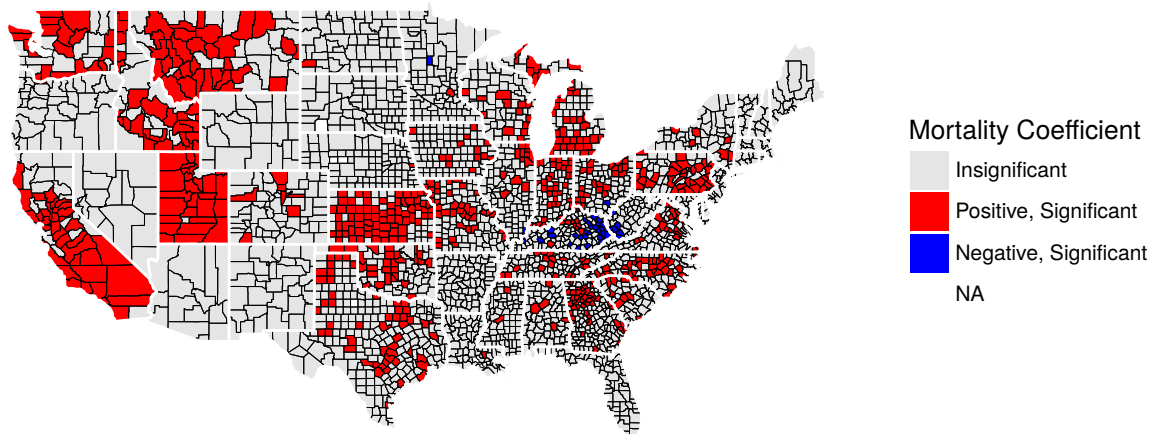 Mortality Coefficient
Insignificant
Positive, Significant
Negative, Significant
NA